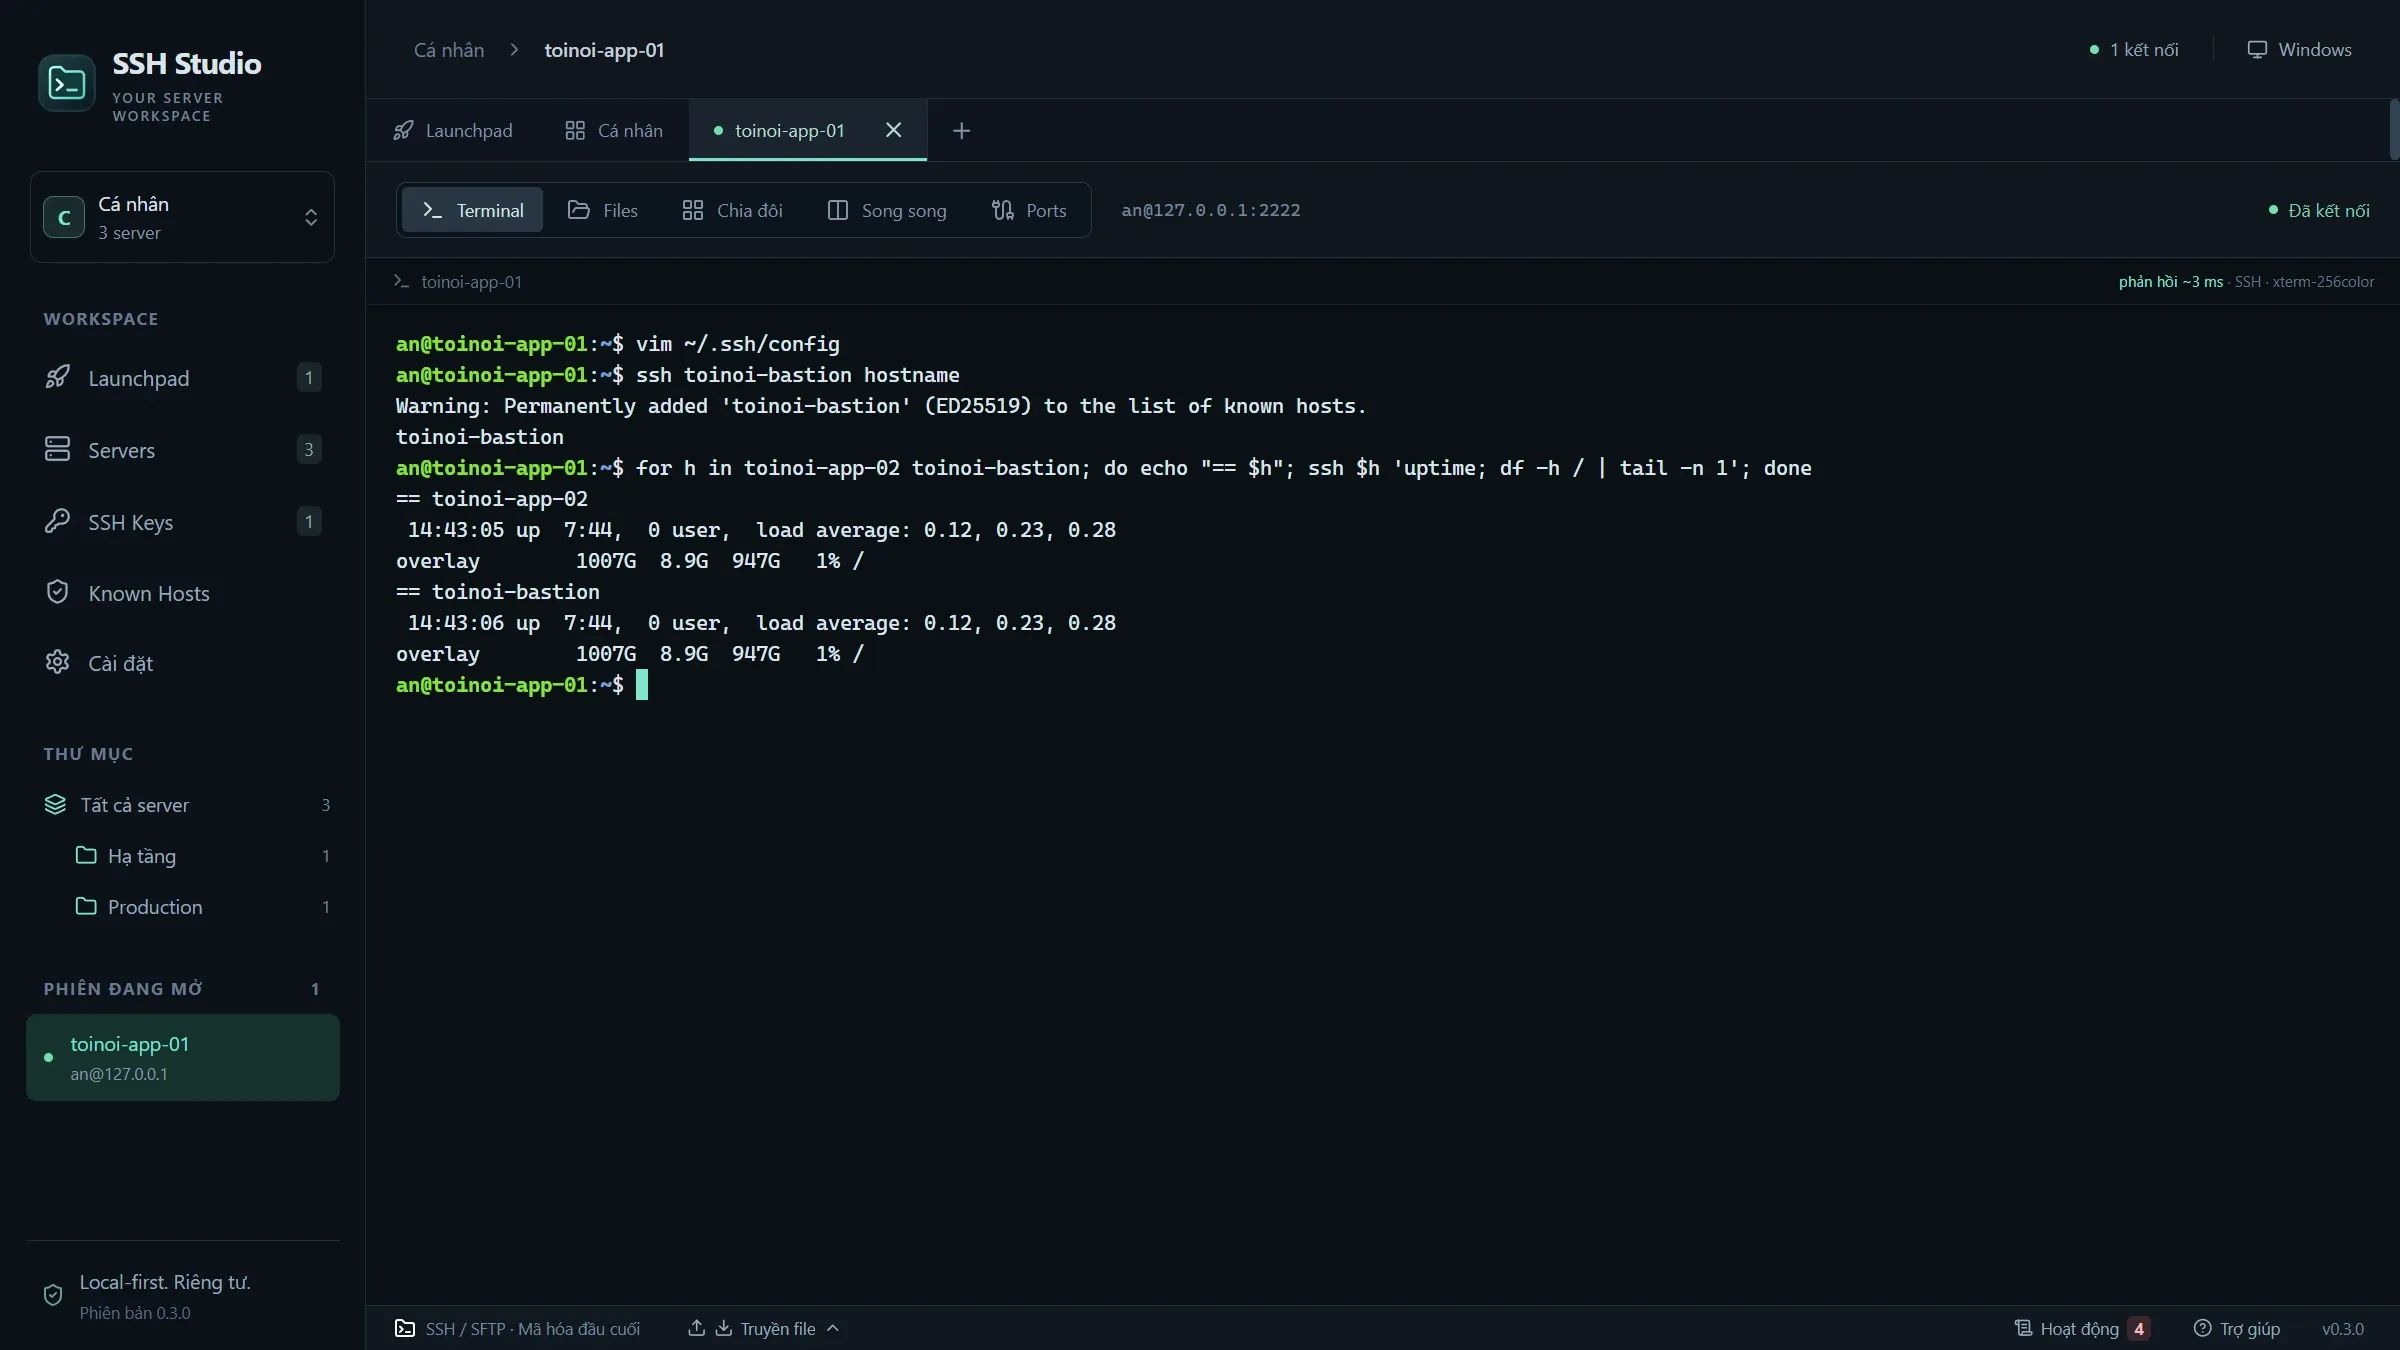 SSH Studio
YOUR SERVER
WORKSPACE
C
Cá nhân
3 server
WORKSPACE
Launchpad 1
Servers 3
SSH Keys 1
Known Hosts
Cài đặt
THƯ MỤC
Tất cả server 3
Hạ tầng 1
Production 1
PHIÊN ĐANG MỞ 1
toinoi-app-01
an@127.0.0.1
Local-first. Riêng tư.
Phiên bản 0.3.0
Cá nhân > toinoi-app-01
1 kết nối
Windows
Launchpad
Cá nhân
toinoi-app-01
Terminal
Files
Chia đôi
Song song
Ports
an@127.0.0.1:2222
Đã kết nối
toinoi-app-01
phản hồi ~3 ms · SSH · xterm-256color
an@toinoi-app-01:~$ vim ~/.ssh/config
an@toinoi-app-01:~$ ssh toinoi-bastion hostname
Warning: Permanently added 'toinoi-bastion' (ED25519) to the list of known hosts.
toinoi-bastion
an@toinoi-app-01:~$ for h in toinoi-app-02 toinoi-bastion; do echo "== $h"; ssh $h 'uptime; df -h / | tail -n 1'; done
== toinoi-app-02
 14:43:05 up  7:44,  0 user,  load average: 0.12, 0.23, 0.28
overlay        1007G  8.9G  947G   1% /
== toinoi-bastion
 14:43:06 up  7:44,  0 user,  load average: 0.12, 0.23, 0.28
overlay        1007G  8.9G  947G   1% /
an@toinoi-app-01:~$
SSH / SFTP · Mã hóa đầu cuối
Truyền file
Hoạt động 4
Trợ giúp
v0.3.0